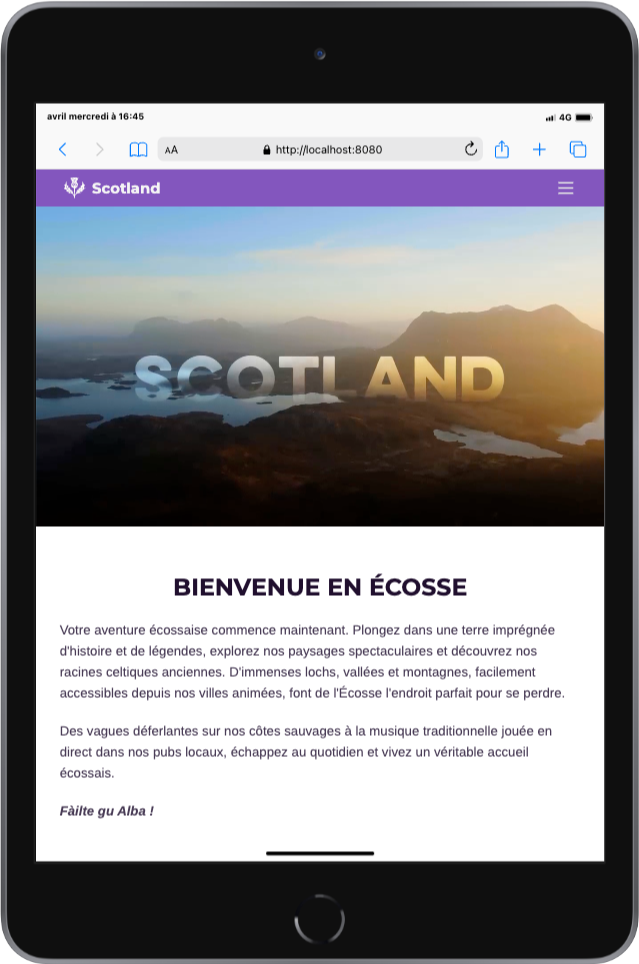 avril mercredi à 16:45
4G
AA
http://localhost:8080
Scotland
SCOTLAND
BIENVENUE EN ÉCOSSE
Votre aventure écossaise commence maintenant. Plongez dans une terre imprégnée
d'histoire et de légendes, explorez nos paysages spectaculaires et découvrez nos
racines celtiques anciennes. D'immenses lochs, vallées et montagnes, facilement
accessibles depuis nos villes animées, font de l'Écosse l'endroit parfait pour se perdre.
Des vagues déferlantes sur nos côtes sauvages à la musique traditionnelle jouée en
direct dans nos pubs locaux, échappez au quotidien et vivez un véritable accueil
écossais.
Fàilte gu Alba !